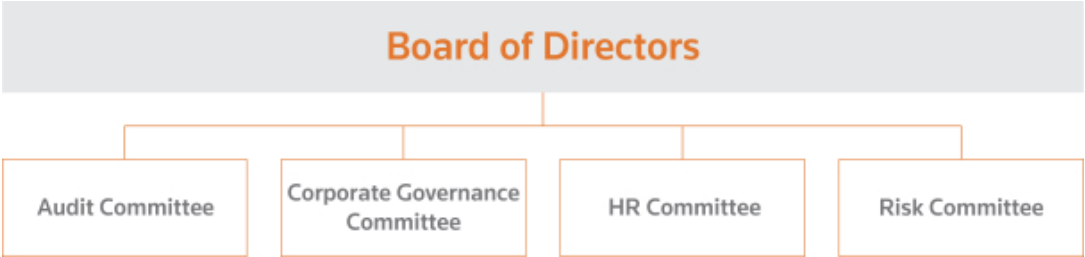 Board of Directors
Audit Committee
Corporate Governance
Committee
HR Committee
Risk Committee